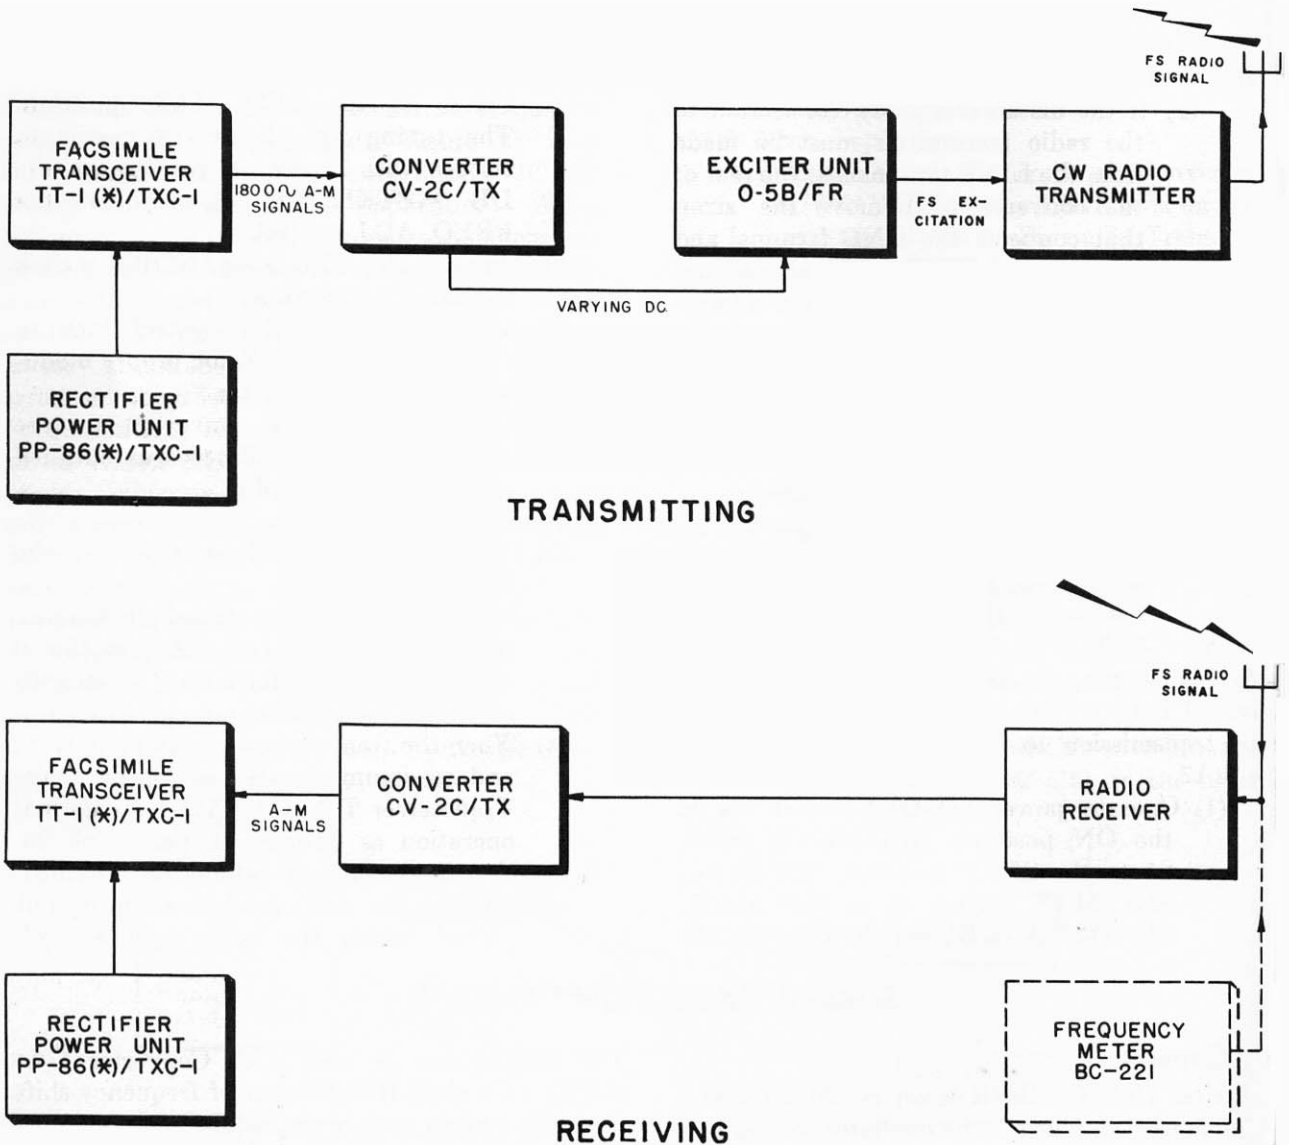 FS RADIO
SIGNAL
FACSIMILE
TRANSCEIVER
TT-1(*)/TXC-1
1800∿ A-M
SIGNALS
CONVERTER
CV-2C/TX
EXCITER UNIT
O-5B/FR
FS EX-
CITATION
CW RADIO
TRANSMITTER
VARYING DC
RECTIFIER
POWER UNIT
PP-86(*)/TXC-1
TRANSMITTING
FS RADIO
SIGNAL
FACSIMILE
TRANSCEIVER
TT-1(*)/TXC-1
A-M
SIGNALS
CONVERTER
CV-2C/TX
RADIO
RECEIVER
RECTIFIER
POWER UNIT
PP-86(*)/TXC-1
FREQUENCY
METER
BC-221
RECEIVING